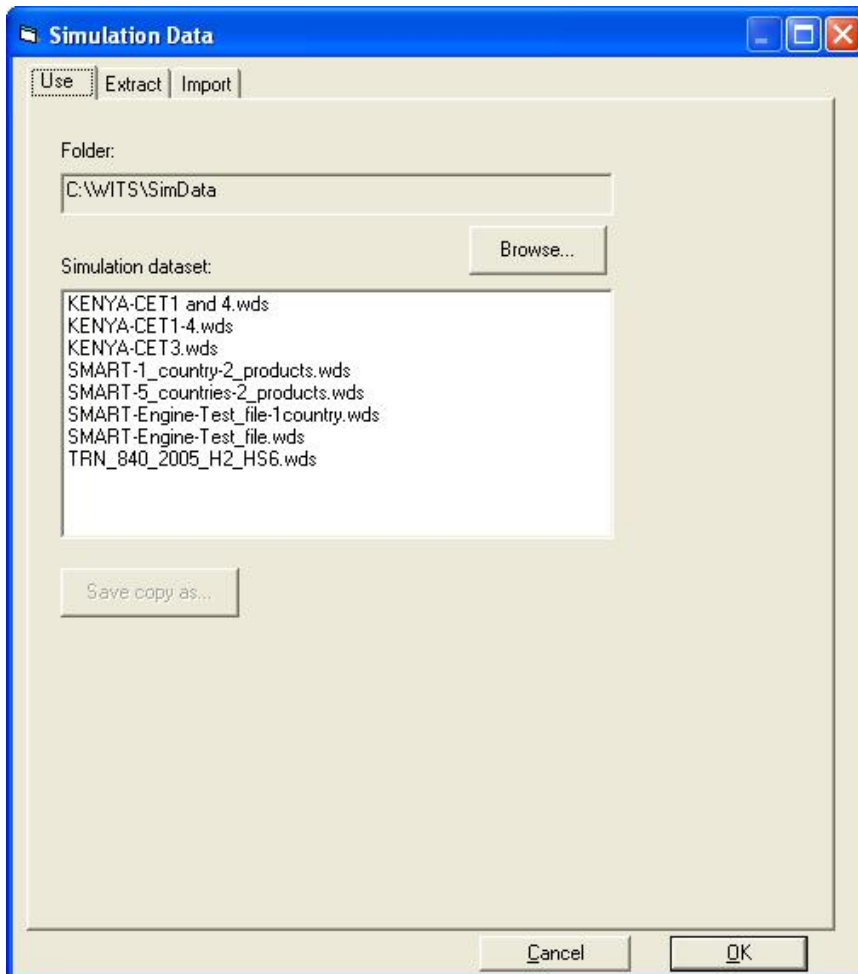 Simulation Data
Use Extract Import
Folder:
C:\WITS\SimData
Browse...
Simulation dataset:
KENYA-CET1 and 4.wds
KENYA-CET1-4.wds
KENYA-CET3.wds
SMART-1_country-2_products.wds
SMART-5_countries-2_products.wds
SMART-Engine-Test_file-1country.wds
SMART-Engine-Test_file.wds
TRN_840_2005_H2_HS6.wds
Save copy as...
Cancel OK